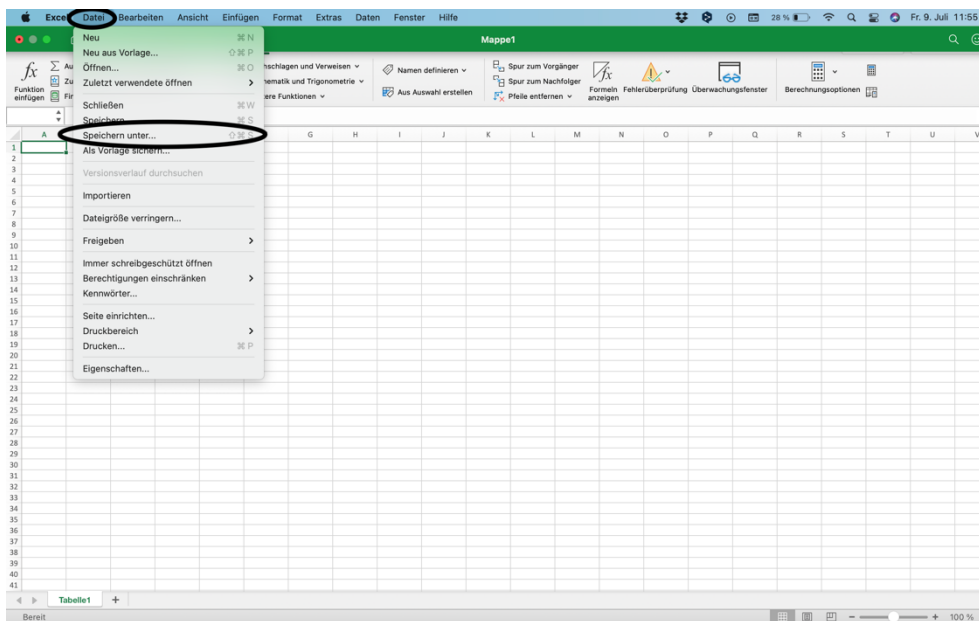 Excel Datei Bearbeiten Ansicht Einfügen Format Extras Daten Fenster Hilfe 28 % Fr. 9. Juli 11:55
Mappe1
Neu ⌘ N
Neu aus Vorlage... ⇧ ⌘ P
Öffnen... ⌘ O
Zuletzt verwendete öffnen
Schließen ⌘ W
Speichern ⌘ S
Speichern unter... ⇧ ⌘ S
Als Vorlage sichern...
Versionsverlauf durchsuchen
Importieren
Dateigröße verringern...
Freigeben
Immer schreibgeschützt öffnen
Berechtigungen einschränken
Kennwörter...
Seite einrichten...
Druckbereich
Drucken... ⌘ P
Eigenschaften...
fx
Funktion
einfügen
und Verweisen
und Trigonometrie
Funktionen
Namen definieren
Aus Auswahl erstellen
Spur zum Vorgänger
Spur zum Nachfolger
Pfeile entfernen
fx
Formeln
anzeigen
Fehlerüberprüfung
Überwachungsfenster
Berechnungsoptionen
A G H I J K L M N O P Q R S T U V
1
2
3
4
5
6
7
8
9
10
11
12
13
14
15
16
17
18
19
20
21
22
23
24
25
26
27
28
29
30
31
32
33
34
35
36
37
38
39
40
41
Tabelle1 +
Bereit − + 100 %